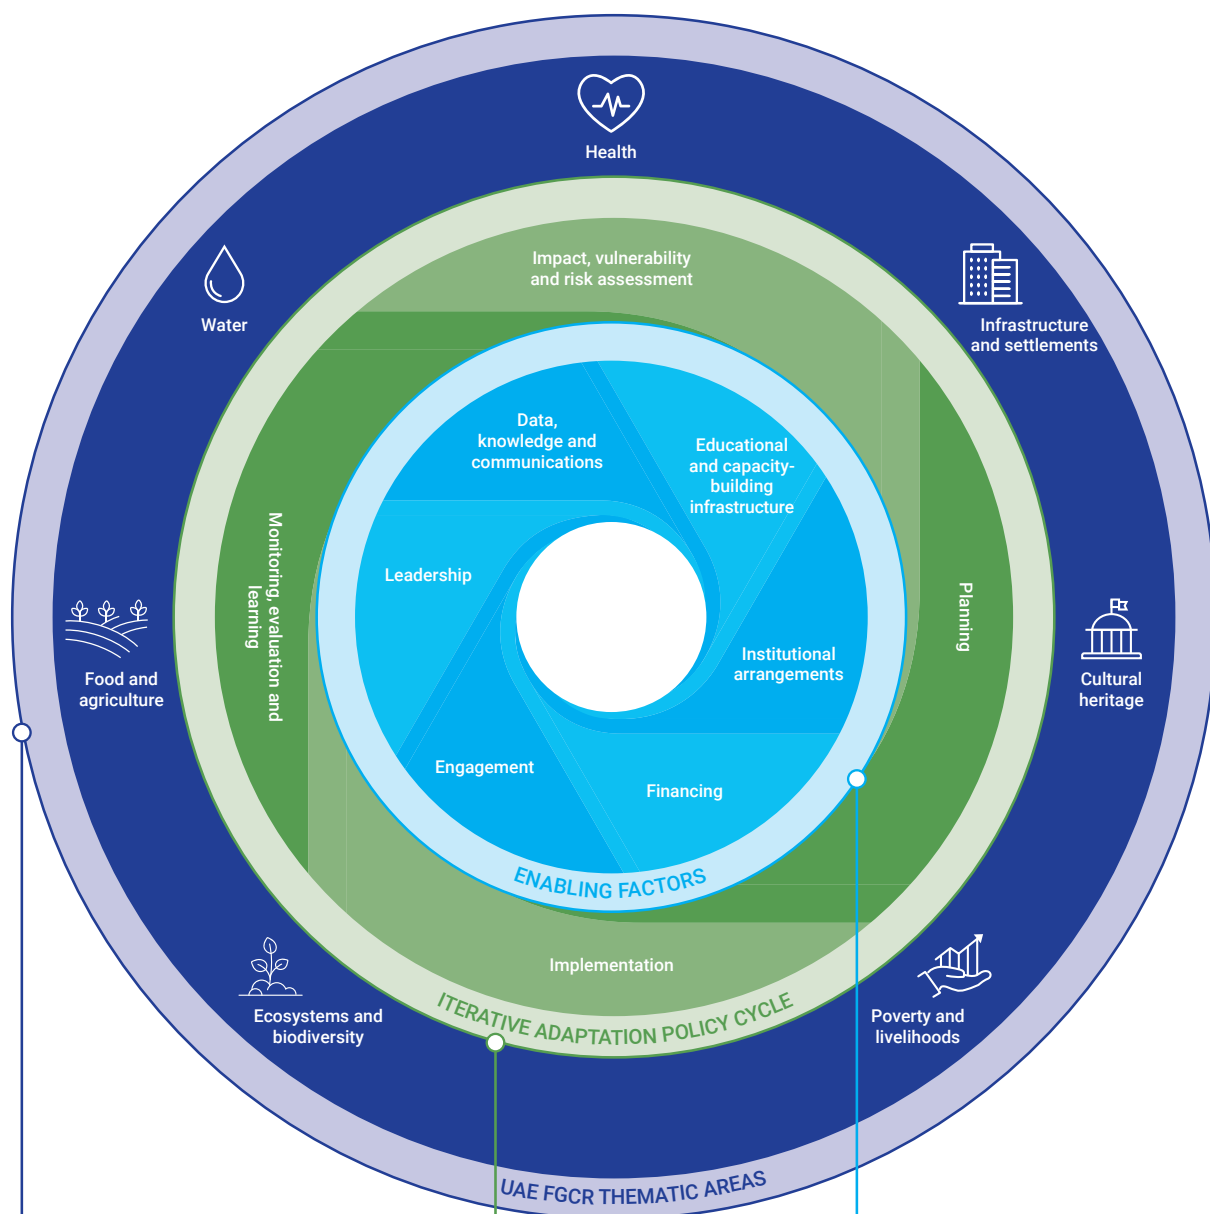 Health
Water
Infrastructure
and settlements
Food and
agriculture
Cultural
heritage
Ecosystems and
biodiversity
Poverty and
livelihoods
UAE FGCR THEMATIC AREAS
Impact, vulnerability
and risk assessment
Planning
Implementation
Monitoring, evaluation and
learning
ITERATIVE ADAPTATION POLICY CYCLE
Data,
knowledge and
communications
Educational
and capacity-
building
infrastructure
Leadership
Institutional
arrangements
Engagement
Financing
ENABLING FACTORS